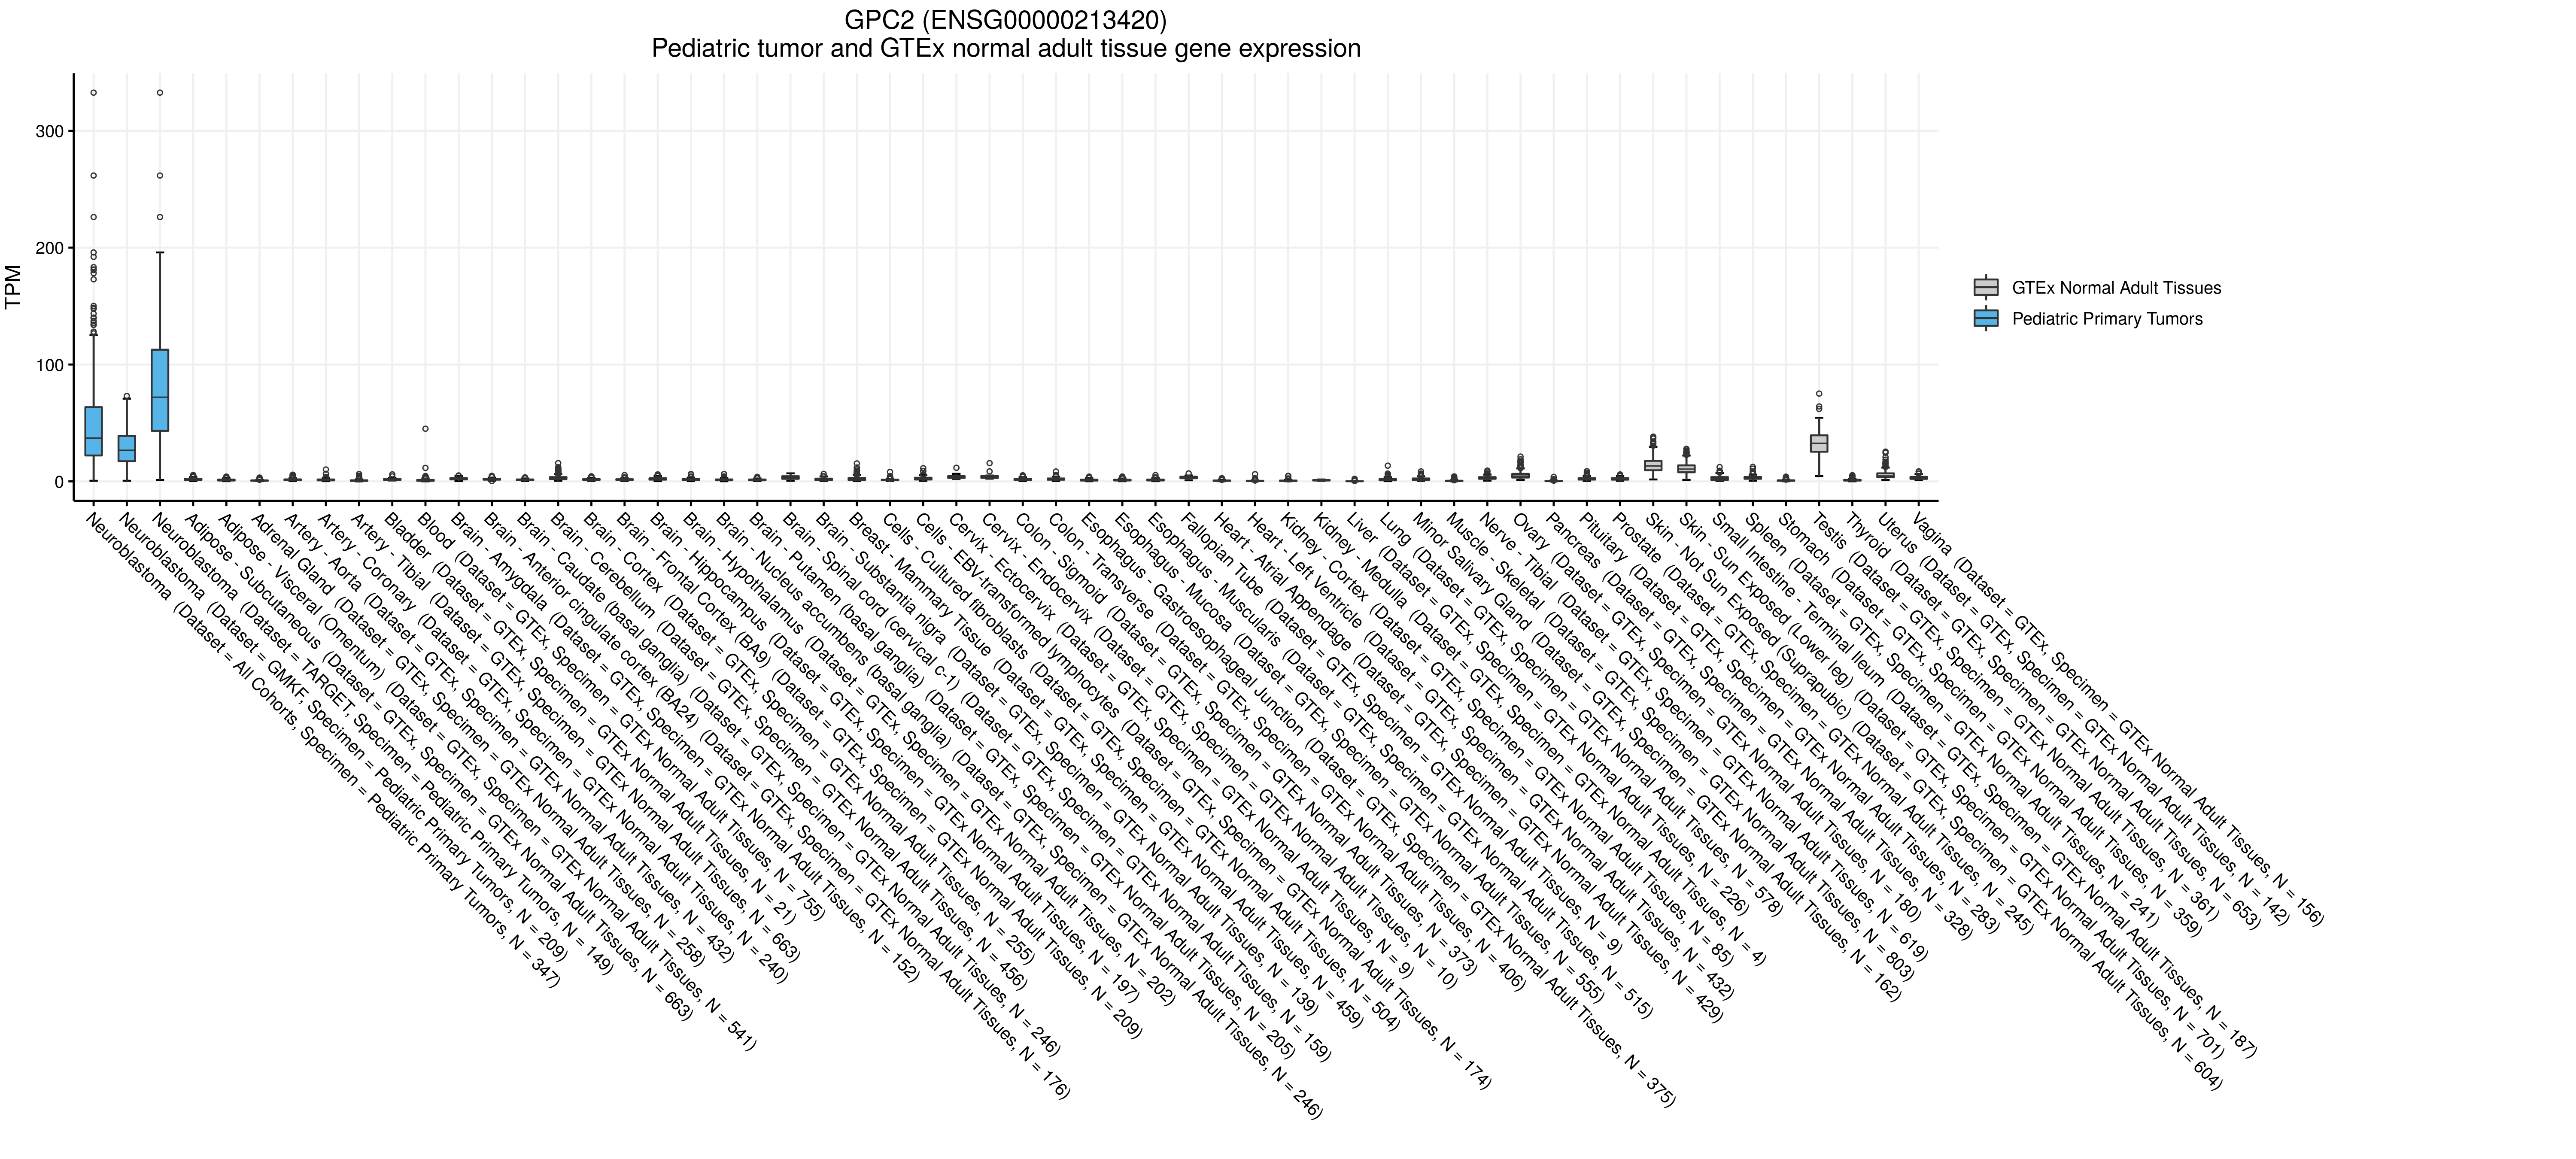 GPC2 (ENSG00000213420)
Pediatric tumor and GTEx normal adult tissue gene expression
TPM
300
200
100
0
GTEx Normal Adult Tissues
Pediatric Primary Tumors
Neuroblastoma (Dataset = All Cohorts, Specimen = Pediatric Primary Tumors, N = 347)
Neuroblastoma (Dataset = GMKF, Specimen = Pediatric Primary Tumors, N = 209)
Neuroblastoma (Dataset = TARGET, Specimen = Pediatric Primary Tumors, N = 149)
Adipose - Subcutaneous (Dataset = GTEx, Specimen = GTEx Normal Adult Tissues, N = 663)
Adipose - Visceral (Omentum) (Dataset = GTEx, Specimen = GTEx Normal Adult Tissues, N = 541)
Adrenal Gland (Dataset = GTEx, Specimen = GTEx Normal Adult Tissues, N = 258)
Artery - Aorta (Dataset = GTEx, Specimen = GTEx Normal Adult Tissues, N = 432)
Artery - Coronary (Dataset = GTEx, Specimen = GTEx Normal Adult Tissues, N = 240)
Artery - Tibial (Dataset = GTEx, Specimen = GTEx Normal Adult Tissues, N = 663)
Bladder (Dataset = GTEx, Specimen = GTEx Normal Adult Tissues, N = 21)
Blood (Dataset = GTEx, Specimen = GTEx Normal Adult Tissues, N = 755)
Brain - Amygdala (Dataset = GTEx, Specimen = GTEx Normal Adult Tissues, N = 152)
Brain - Anterior cingulate cortex (BA24) (Dataset = GTEx, Specimen = GTEx Normal Adult Tissues, N = 176)
Brain - Caudate (basal ganglia) (Dataset = GTEx, Specimen = GTEx Normal Adult Tissues, N = 246)
Brain - Cerebellum (Dataset = GTEx, Specimen = GTEx Normal Adult Tissues, N = 456)
Brain - Cortex (Dataset = GTEx, Specimen = GTEx Normal Adult Tissues, N = 255)
Brain - Frontal Cortex (BA9) (Dataset = GTEx, Specimen = GTEx Normal Adult Tissues, N = 209)
Brain - Hippocampus (Dataset = GTEx, Specimen = GTEx Normal Adult Tissues, N = 197)
Brain - Hypothalamus (Dataset = GTEx, Specimen = GTEx Normal Adult Tissues, N = 202)
Brain - Nucleus accumbens (basal ganglia) (Dataset = GTEx, Specimen = GTEx Normal Adult Tissues, N = 246)
Brain - Putamen (basal ganglia) (Dataset = GTEx, Specimen = GTEx Normal Adult Tissues, N = 205)
Brain - Spinal cord (cervical c-1) (Dataset = GTEx, Specimen = GTEx Normal Adult Tissues, N = 159)
Brain - Substantia nigra (Dataset = GTEx, Specimen = GTEx Normal Adult Tissues, N = 139)
Breast - Mammary Tissue (Dataset = GTEx, Specimen = GTEx Normal Adult Tissues, N = 459)
Cells - Cultured fibroblasts (Dataset = GTEx, Specimen = GTEx Normal Adult Tissues, N = 504)
Cells - EBV-transformed lymphocytes (Dataset = GTEx, Specimen = GTEx Normal Adult Tissues, N = 174)
Cervix - Ectocervix (Dataset = GTEx, Specimen = GTEx Normal Adult Tissues, N = 9)
Cervix - Endocervix (Dataset = GTEx, Specimen = GTEx Normal Adult Tissues, N = 10)
Colon - Sigmoid (Dataset = GTEx, Specimen = GTEx Normal Adult Tissues, N = 373)
Colon - Transverse (Dataset = GTEx, Specimen = GTEx Normal Adult Tissues, N = 406)
Esophagus - Gastroesophageal Junction (Dataset = GTEx, Specimen = GTEx Normal Adult Tissues, N = 375)
Esophagus - Mucosa (Dataset = GTEx, Specimen = GTEx Normal Adult Tissues, N = 555)
Esophagus - Muscularis (Dataset = GTEx, Specimen = GTEx Normal Adult Tissues, N = 515)
Fallopian Tube (Dataset = GTEx, Specimen = GTEx Normal Adult Tissues, N = 9)
Heart - Atrial Appendage (Dataset = GTEx, Specimen = GTEx Normal Adult Tissues, N = 429)
Heart - Left Ventricle (Dataset = GTEx, Specimen = GTEx Normal Adult Tissues, N = 432)
Kidney - Cortex (Dataset = GTEx, Specimen = GTEx Normal Adult Tissues, N = 85)
Kidney - Medulla (Dataset = GTEx, Specimen = GTEx Normal Adult Tissues, N = 4)
Liver (Dataset = GTEx, Specimen = GTEx Normal Adult Tissues, N = 226)
Lung (Dataset = GTEx, Specimen = GTEx Normal Adult Tissues, N = 578)
Minor Salivary Gland (Dataset = GTEx, Specimen = GTEx Normal Adult Tissues, N = 162)
Muscle - Skeletal (Dataset = GTEx, Specimen = GTEx Normal Adult Tissues, N = 803)
Nerve - Tibial (Dataset = GTEx, Specimen = GTEx Normal Adult Tissues, N = 619)
Ovary (Dataset = GTEx, Specimen = GTEx Normal Adult Tissues, N = 180)
Pancreas (Dataset = GTEx, Specimen = GTEx Normal Adult Tissues, N = 328)
Pituitary (Dataset = GTEx, Specimen = GTEx Normal Adult Tissues, N = 283)
Prostate (Dataset = GTEx, Specimen = GTEx Normal Adult Tissues, N = 245)
Skin - Not Sun Exposed (Suprapubic) (Dataset = GTEx, Specimen = GTEx Normal Adult Tissues, N = 604)
Skin - Sun Exposed (Lower leg) (Dataset = GTEx, Specimen = GTEx Normal Adult Tissues, N = 701)
Small Intestine - Terminal Ileum (Dataset = GTEx, Specimen = GTEx Normal Adult Tissues, N = 187)
Spleen (Dataset = GTEx, Specimen = GTEx Normal Adult Tissues, N = 241)
Stomach (Dataset = GTEx, Specimen = GTEx Normal Adult Tissues, N = 359)
Testis (Dataset = GTEx, Specimen = GTEx Normal Adult Tissues, N = 361)
Thyroid (Dataset = GTEx, Specimen = GTEx Normal Adult Tissues, N = 653)
Uterus (Dataset = GTEx, Specimen = GTEx Normal Adult Tissues, N = 142)
Vagina (Dataset = GTEx, Specimen = GTEx Normal Adult Tissues, N = 156)